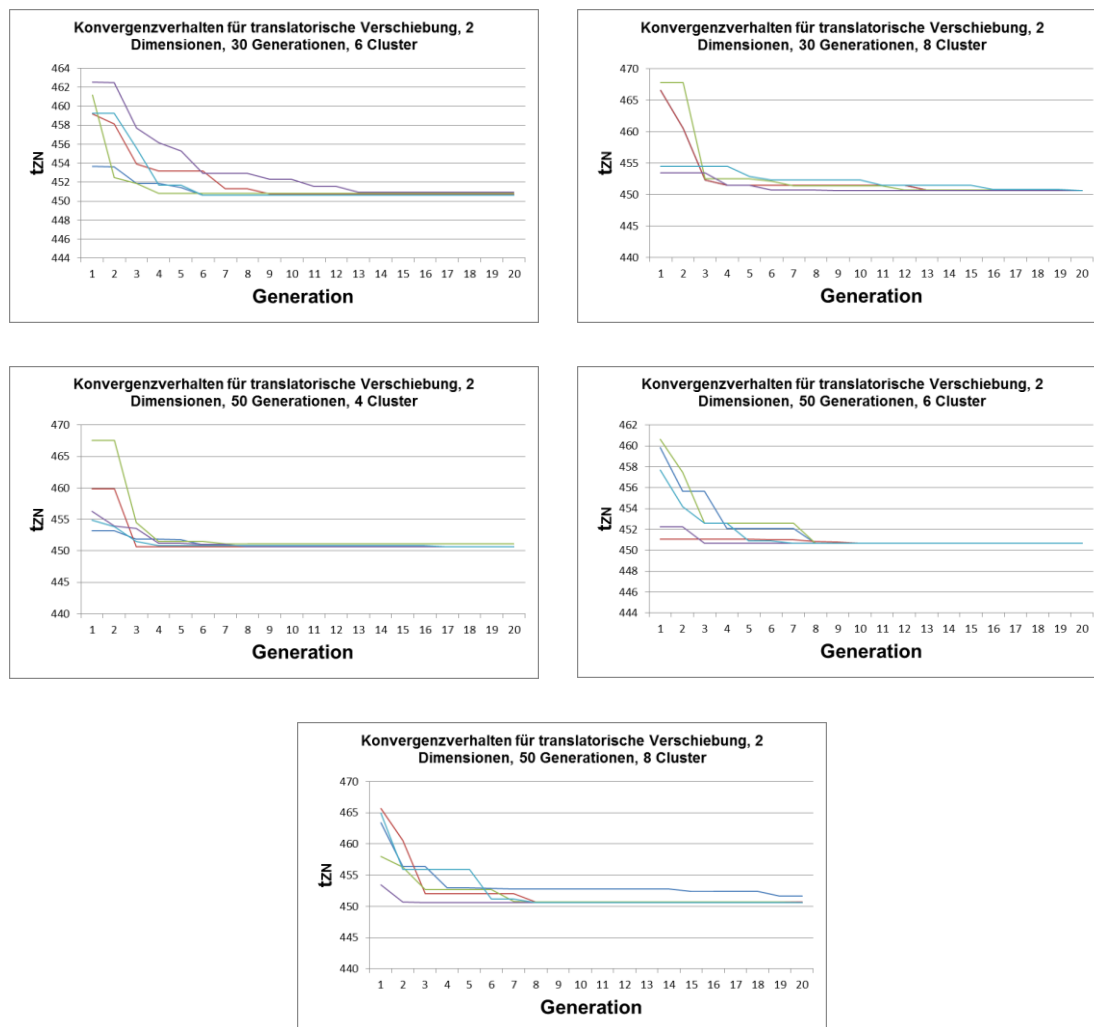 Konvergenzverhalten für translatorische Verschiebung, 2
Dimensionen, 30 Generationen, 6 Cluster
464
462
460
458
456
454
452
450
448
446
444
tZN
1 2 3 4 5 6 7 8 9 10 11 12 13 14 15 16 17 18 19 20
Generation
Konvergenzverhalten für translatorische Verschiebung, 2
Dimensionen, 30 Generationen, 8 Cluster
470
465
460
455
450
445
440
tZN
1 2 3 4 5 6 7 8 9 10 11 12 13 14 15 16 17 18 19 20
Generation
Konvergenzverhalten für translatorische Verschiebung, 2
Dimensionen, 50 Generationen, 4 Cluster
470
465
460
455
450
445
440
tZN
1 2 3 4 5 6 7 8 9 10 11 12 13 14 15 16 17 18 19 20
Generation
Konvergenzverhalten für translatorische Verschiebung, 2
Dimensionen, 50 Generationen, 6 Cluster
462
460
458
456
454
452
450
448
446
444
tZN
1 2 3 4 5 6 7 8 9 10 11 12 13 14 15 16 17 18 19 20
Generation
Konvergenzverhalten für translatorische Verschiebung, 2
Dimensionen, 50 Generationen, 8 Cluster
470
465
460
455
450
445
440
tZN
1 2 3 4 5 6 7 8 9 10 11 12 13 14 15 16 17 18 19 20
Generation